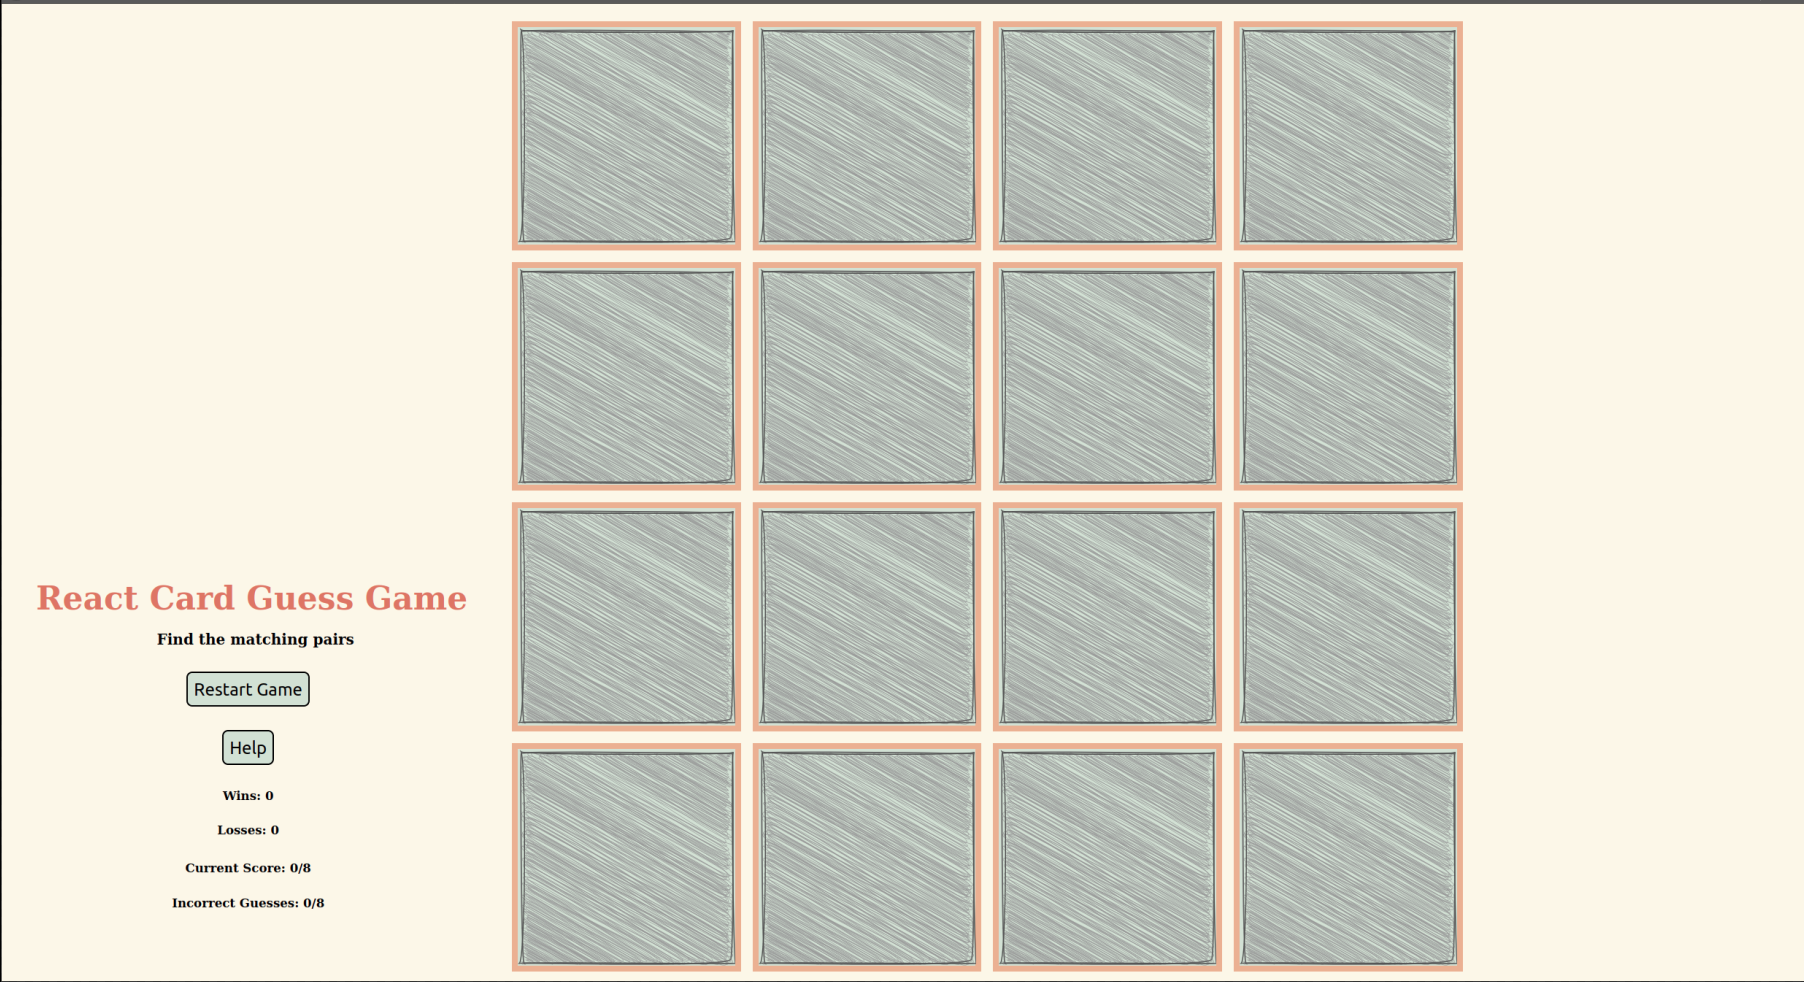 React Card Guess Game
Find the matching pairs
Restart Game
Help
Wins: 0
Losses: 0
Current Score: 0/8
Incorrect Guesses: 0/8